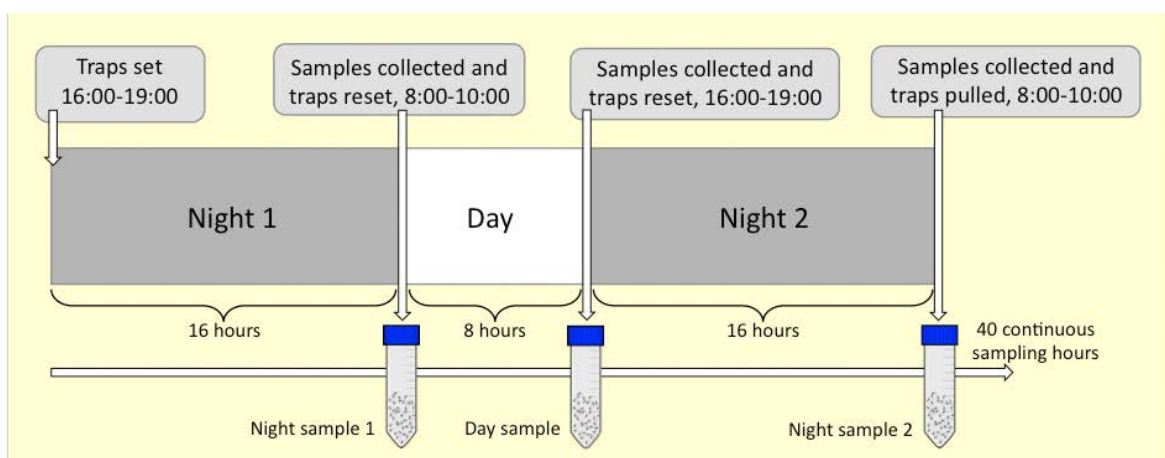 Traps set
16:00-19:00
Samples collected and
traps reset, 8:00-10:00
Samples collected and
traps reset, 16:00-19:00
Samples collected and
traps pulled, 8:00-10:00
Night 1
Day
Night 2
16 hours
8 hours
16 hours
40 continuous
sampling hours
Night sample 1
Day sample
Night sample 2